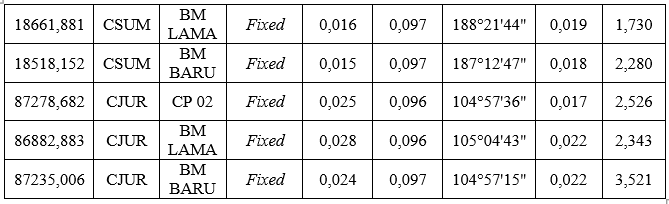 18661,881 CSUM BM LAMA Fixed 0,016 0,097 188°21'44" 0,019 1,730
18518,152 CSUM BM BARU Fixed 0,015 0,097 187°12'47" 0,018 2,280
87278,682 CJUR CP 02 Fixed 0,025 0,096 104°57'36" 0,017 2,526
86882,883 CJUR BM LAMA Fixed 0,028 0,096 105°04'43" 0,022 2,343
87235,006 CJUR BM BARU Fixed 0,024 0,097 104°57'15" 0,022 3,521